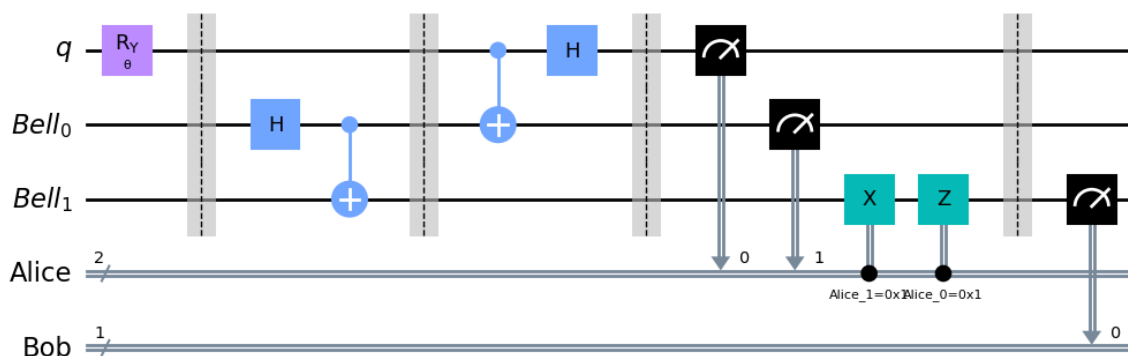 q R_Y θ H
Bell_0 H
Bell_1 X Z
Alice 2 0 1 Alice_1=0x1 Alice_0=0x1
Bob 1 0